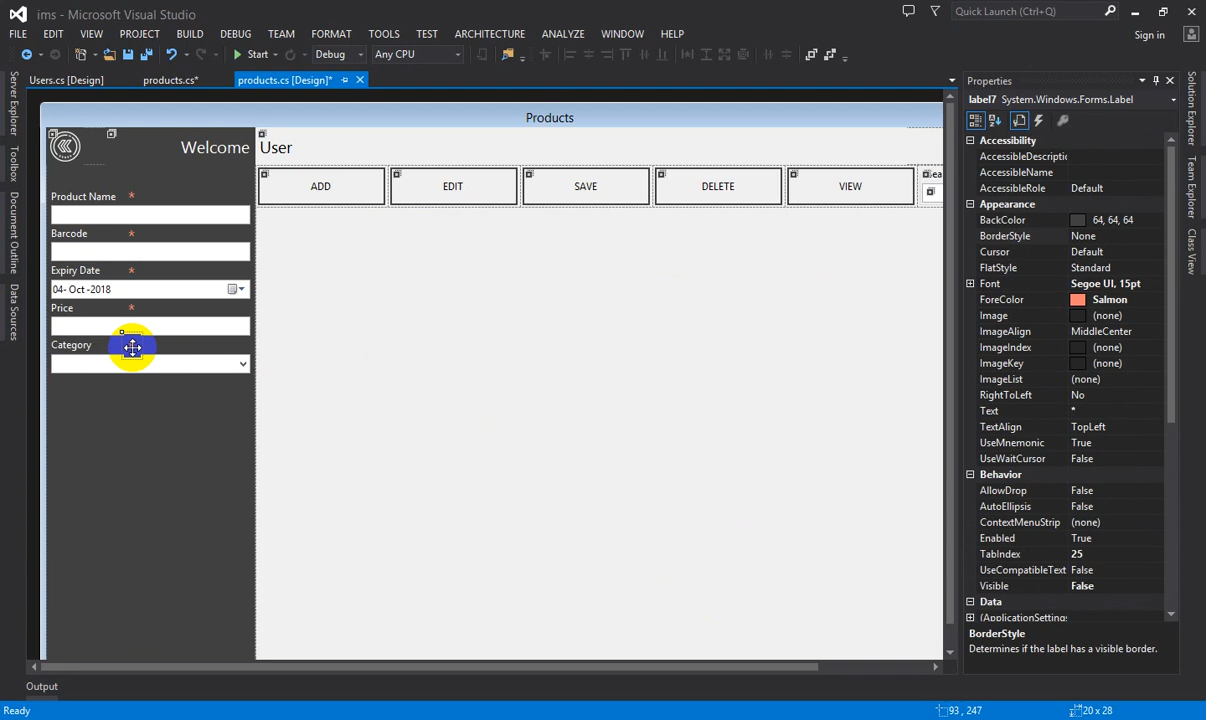 ims - Microsoft Visual Studio
Quick Launch (Ctrl+Q)
FILE EDIT VIEW PROJECT BUILD DEBUG TEAM FORMAT TOOLS TEST ARCHITECTURE ANALYZE WINDOW HELP
Sign in
Start Debug Any CPU
Users.cs [Design] products.cs* products.cs [Design]*
Server Explorer
Toolbox
Document Outline
Data Sources
Products
Welcome User
ADD EDIT SAVE DELETE VIEW
Product Name *
Barcode *
Expiry Date *
04- Oct -2018
Price *
Category
Properties
label7 System.Windows.Forms.Label
Accessibility
AccessibleDescriptic
AccessibleName
AccessibleRole Default
Appearance
BackColor 64, 64, 64
BorderStyle None
Cursor Default
FlatStyle Standard
Font Segoe UI, 15pt
ForeColor Salmon
Image (none)
ImageAlign MiddleCenter
ImageIndex (none)
ImageKey (none)
ImageList (none)
RightToLeft No
Text *
TextAlign TopLeft
UseMnemonic True
UseWaitCursor False
Behavior
AllowDrop False
AutoEllipsis False
ContextMenuStrip (none)
Enabled True
TabIndex 25
UseCompatibleText False
Visible False
Data
(ApplicationSettings
BorderStyle
Determines if the label has a visible border.
Solution Explorer
Team Explorer
Class View
Output
Ready
93 , 247
20 x 28